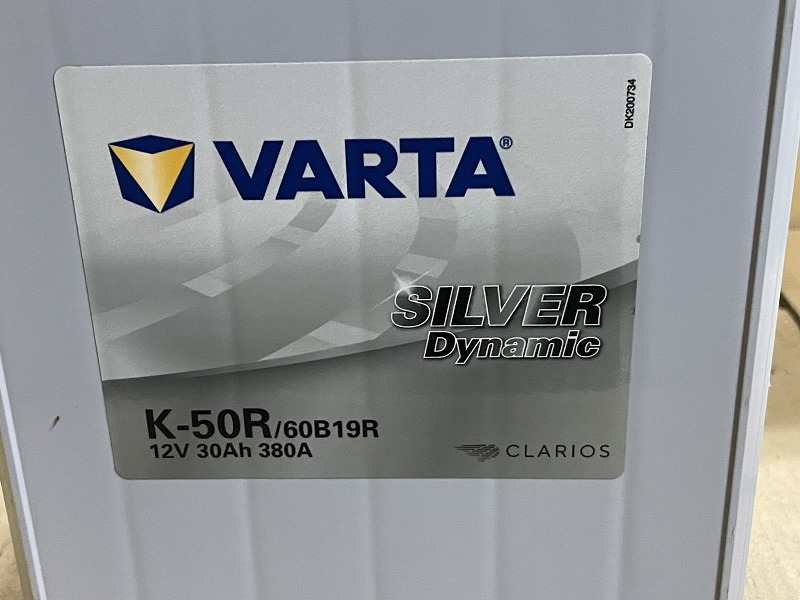 DK200734
VARTA®
SILVER
Dynamic
K-50R/60B19R
12V 30Ah 380A
CLARIOS